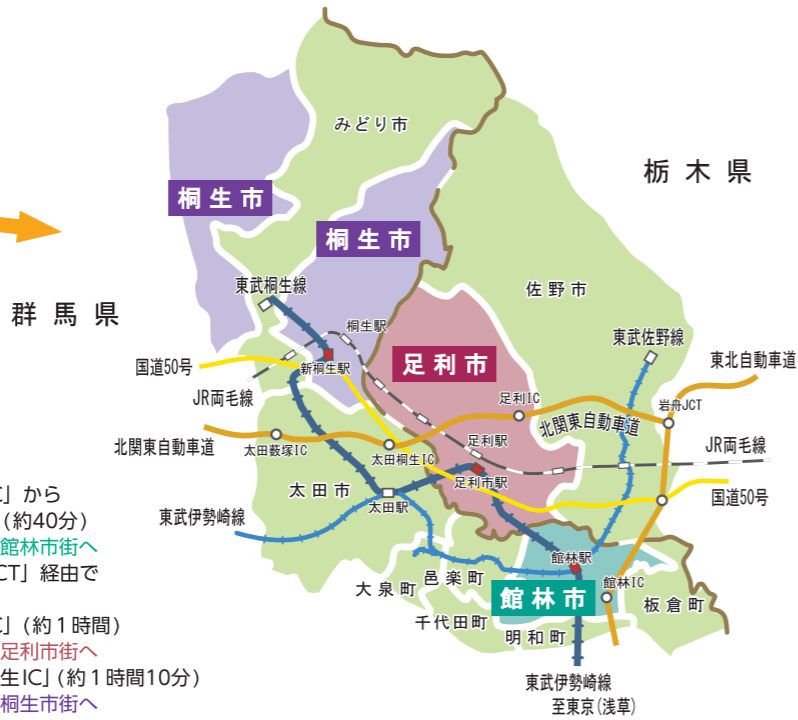 みどり市
栃木県
桐生市
桐生市
佐野市
東武桐生線
群馬県
桐生駅
東武佐野線
国道50号
新桐生駅
足利市
東北自動車道
JR両毛線
足利IC
岩舟JCT
北関東自動車道
北関東自動車道
太田藪塚IC
太田桐生IC
足利駅
JR両毛線
太田市
足利市駅
国道50号
太田駅
東武伊勢崎線
館林駅
邑楽町
大泉町
館林IC
館林市
板倉町
千代田町
明和町
東武伊勢崎線
至東京(浅草)
C」から
(約40分)
館林市街へ
CT」経由で
C」(約1時間)
足利市街へ
生IC」(約1時間10分)
桐生市街へ